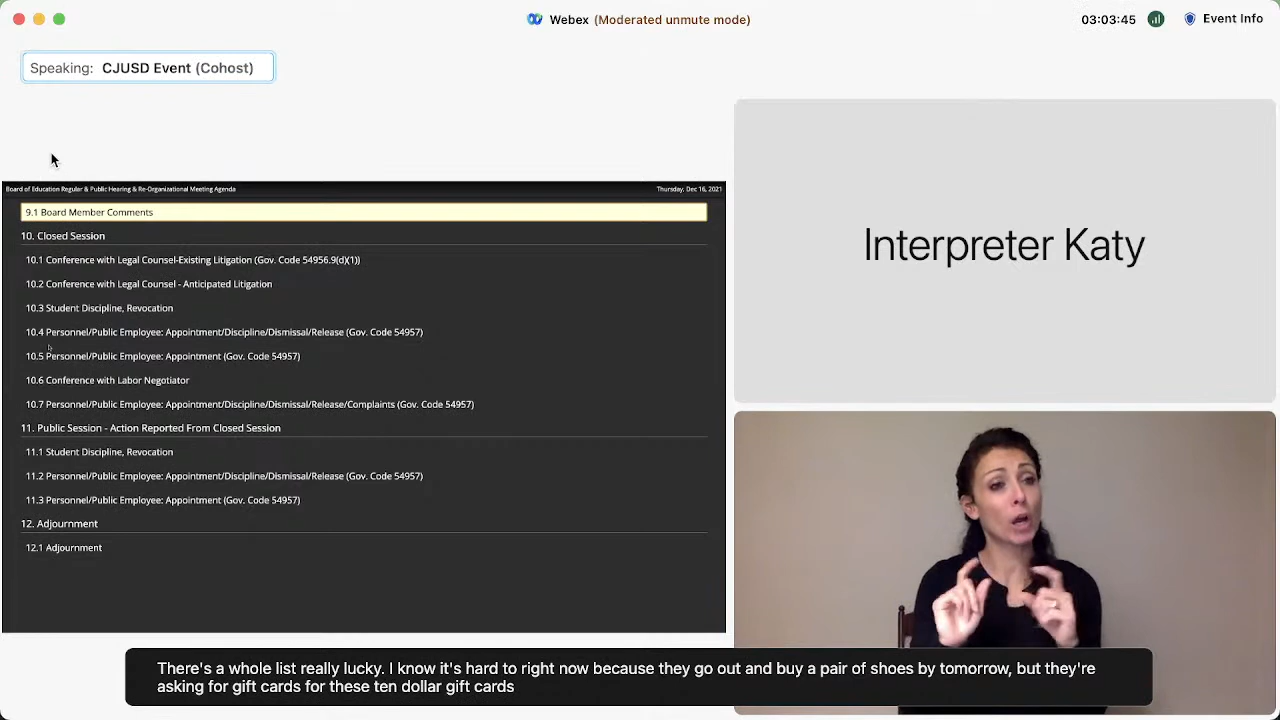 Webex (Moderated unmute mode)
03:03:45
Event Info
Speaking: CJUSD Event (Cohost)
Board of Education Regular & Public Hearing & Re-Organizational Meeting Agenda
Thursday, Dec 16, 2021
9.1 Board Member Comments
10. Closed Session
10.1 Conference with Legal Counsel-Existing Litigation (Gov. Code 54956.9(d)(1))
10.2 Conference with Legal Counsel - Anticipated Litigation
10.3 Student Discipline, Revocation
10.4 Personnel/Public Employee: Appointment/Discipline/Dismissal/Release (Gov. Code 54957)
10.5 Personnel/Public Employee: Appointment (Gov. Code 54957)
10.6 Conference with Labor Negotiator
10.7 Personnel/Public Employee: Appointment/Discipline/Dismissal/Release/Complaints (Gov. Code 54957)
11. Public Session - Action Reported From Closed Session
11.1 Student Discipline, Revocation
11.2 Personnel/Public Employee: Appointment/Discipline/Dismissal/Release (Gov. Code 54957)
11.3 Personnel/Public Employee: Appointment (Gov. Code 54957)
12. Adjournment
12.1 Adjournment
Interpreter Katy
There's a whole list really lucky. I know it's hard to right now because they go out and buy a pair of shoes by tomorrow, but they're
asking for gift cards for these ten dollar gift cards